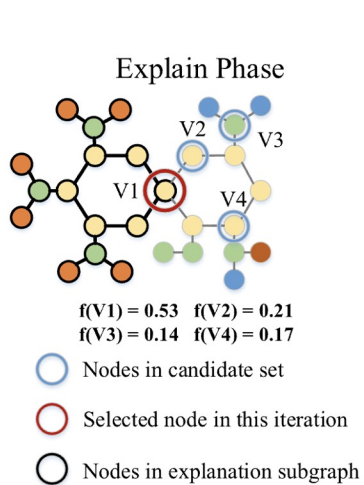 Explain Phase
V2
V3
V1
V4
f(V1) = 0.53 f(V2) = 0.21
f(V3) = 0.14 f(V4) = 0.17
Nodes in candidate set
Selected node in this iteration
Nodes in explanation subgraph